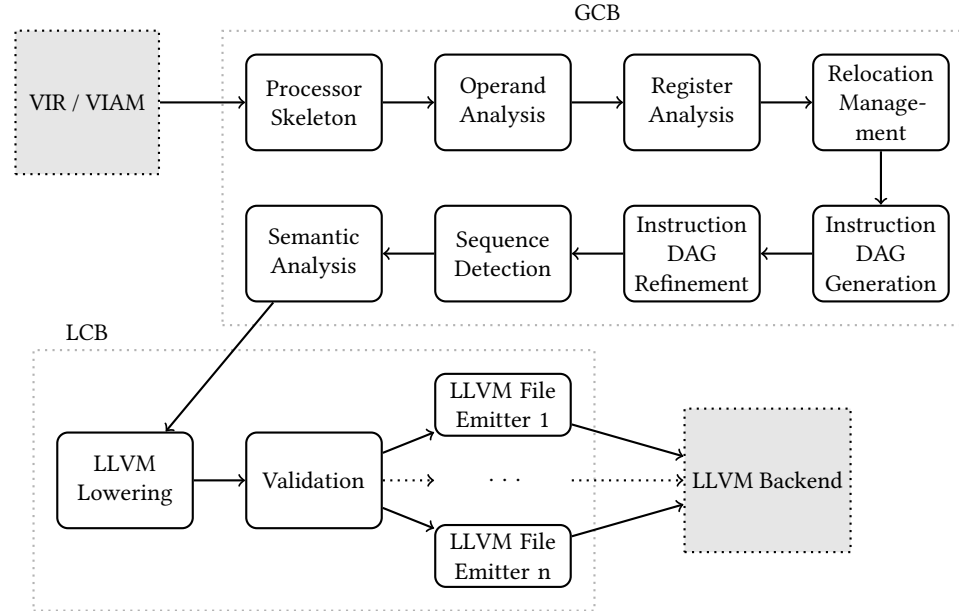 GCB
VIR / VIAM
Processor
Skeleton
Operand
Analysis
Register
Analysis
Relocation
Manage-
ment
Semantic
Analysis
Sequence
Detection
Instruction
DAG
Refinement
Instruction
DAG
Generation
LCB
LLVM
Lowering
Validation
LLVM File
Emitter 1
· · ·
LLVM File
Emitter n
LLVM Backend